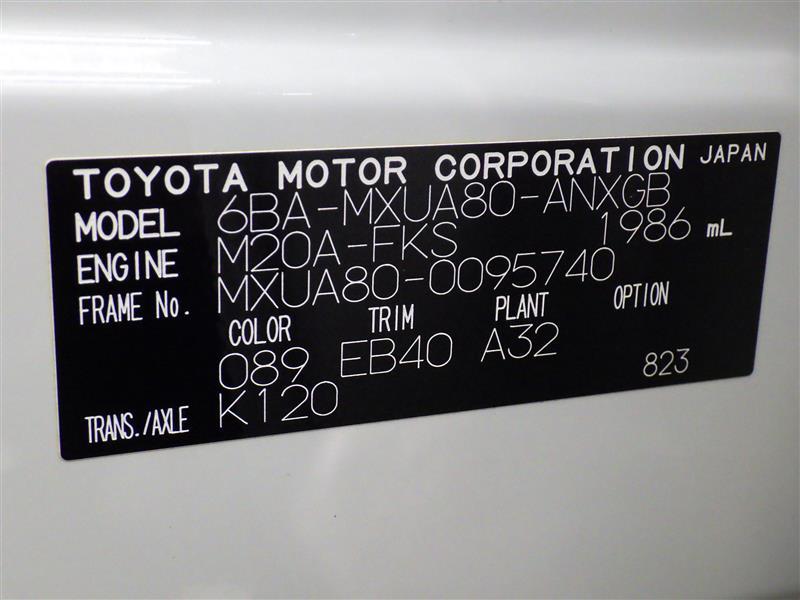 TOYOTA MOTOR CORPORATION JAPAN
MODEL 6BA-MXUA80-ANXGB
ENGINE M20A-FKS 1986 mL
FRAME No. MXUA80-0095740
COLOR TRIM PLANT OPTION
089 EB40 A32
823
TRANS./AXLE K120